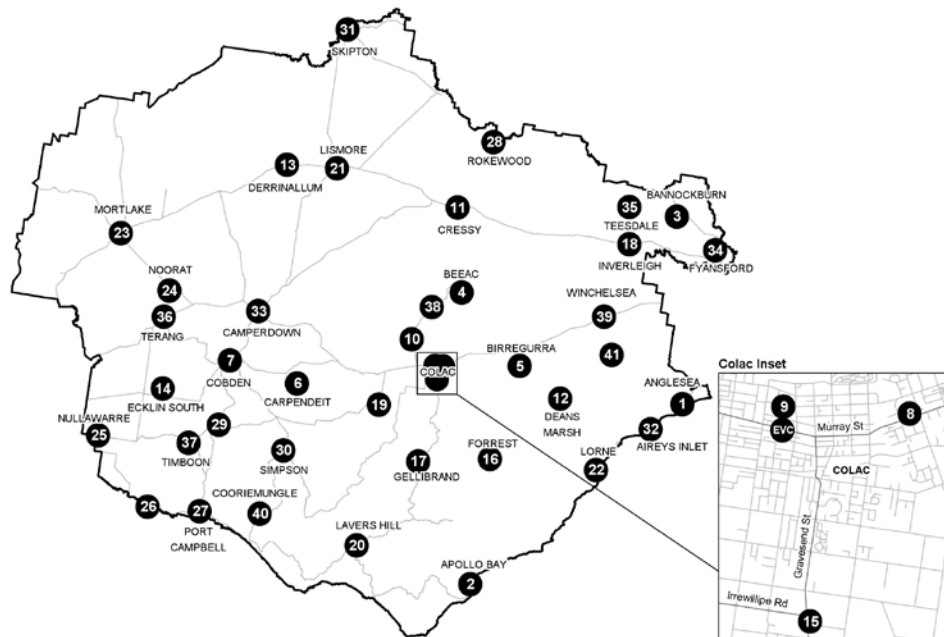 31
SKIPTON
28
ROKEWOOD
LISMORE
13
21
DERRINALLUM
BANNOCKBURN
35
3
TEESDALE
11
CRESSY
MORTLAKE
23
18
34
INVERLEIGH
FYANSFORD
NOORAT
24
BEEAC
4
38
WINCHELSEA
39
36
TERANG
33
CAMPERDOWN
10
41
7
COBDEN
COLAC
BIRREGURRA
5
14
ECKLIN SOUTH
6
CARPENDEIT
19
12
DEANS
MARSH
ANGLESEA
1
NULLAWARRE
25
29
37
TIMBOON
32
AIREYS INLET
30
SIMPSON
17
GELLIBRAND
FORREST
16
LORNE
22
26
27
PORT
CAMPBELL
COORIEMUNGLE
40
LAVERS HILL
20
APOLLO BAY
2
Colac Inset
9
8
EVC
Murray St
COLAC
Gravesend St
Irrewillipe Rd
15